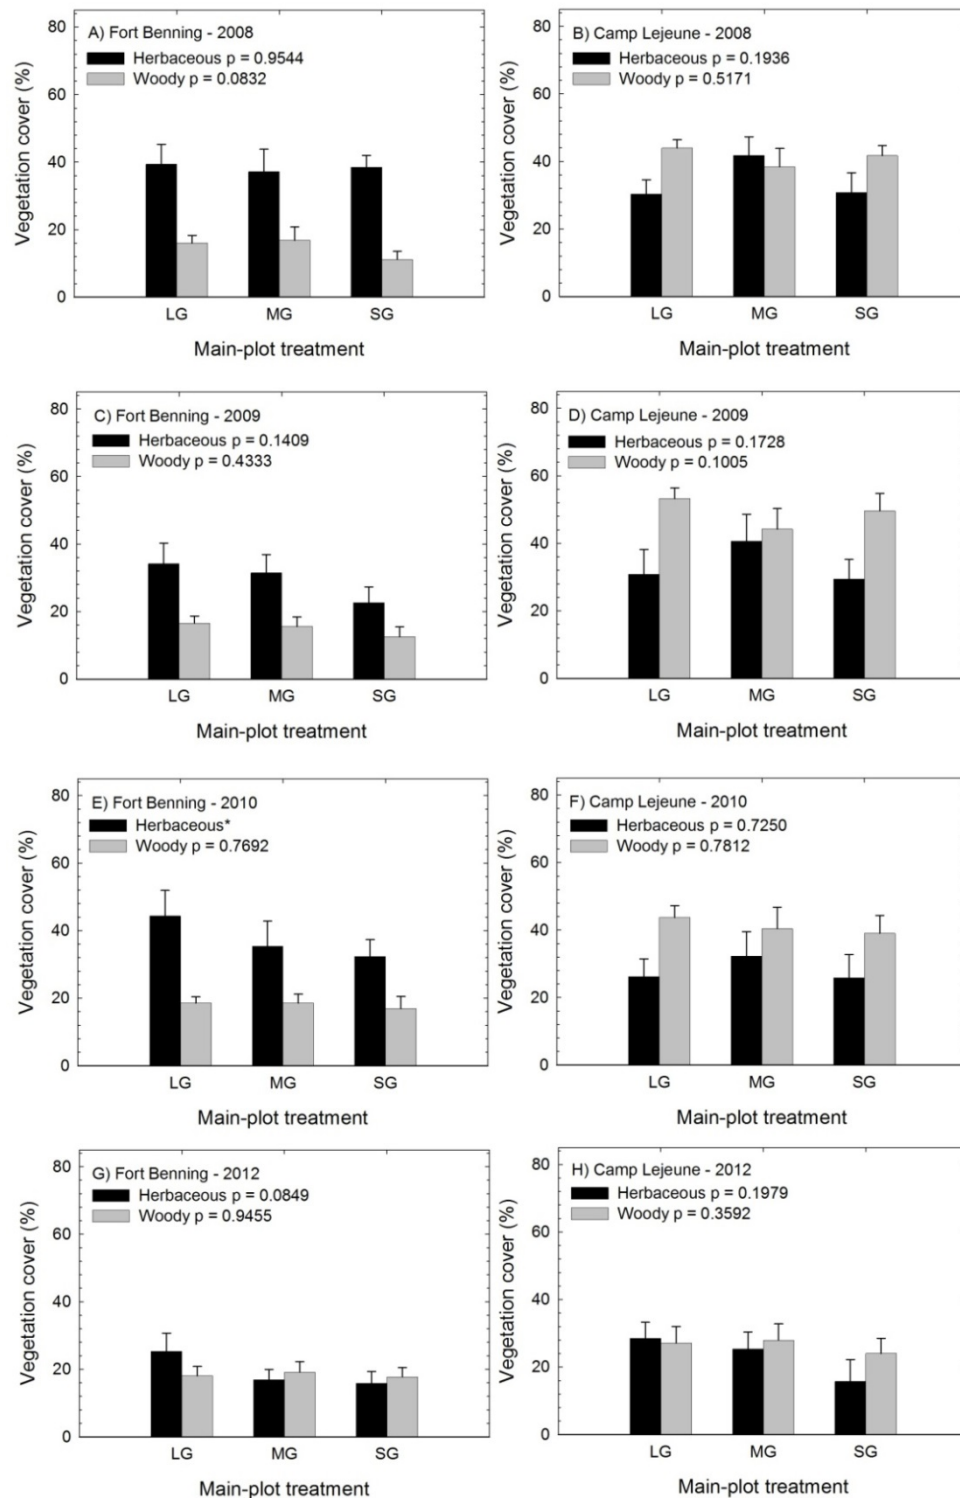 A) Fort Benning - 2008
Herbaceous p = 0.9544
Woody p = 0.0832
Vegetation cover (%)
80
60
40
20
0
LG MG SG
Main-plot treatment
B) Camp Lejeune - 2008
Herbaceous p = 0.1936
Woody p = 0.5171
Vegetation cover (%)
80
60
40
20
0
LG MG SG
Main-plot treatment
C) Fort Benning - 2009
Herbaceous p = 0.1409
Woody p = 0.4333
Vegetation cover (%)
80
60
40
20
0
LG MG SG
Main-plot treatment
D) Camp Lejeune - 2009
Herbaceous p = 0.1728
Woody p = 0.1005
Vegetation cover (%)
80
60
40
20
0
LG MG SG
Main-plot treatment
E) Fort Benning - 2010
Herbaceous*
Woody p = 0.7692
Vegetation cover (%)
80
60
40
20
0
LG MG SG
Main-plot treatment
F) Camp Lejeune - 2010
Herbaceous p = 0.7250
Woody p = 0.7812
Vegetation cover (%)
80
60
40
20
0
LG MG SG
Main-plot treatment
G) Fort Benning - 2012
Herbaceous p = 0.0849
Woody p = 0.9455
Vegetation cover (%)
80
60
40
20
0
LG MG SG
Main-plot treatment
H) Camp Lejeune - 2012
Herbaceous p = 0.1979
Woody p = 0.3592
Vegetation cover (%)
80
60
40
20
0
LG MG SG
Main-plot treatment